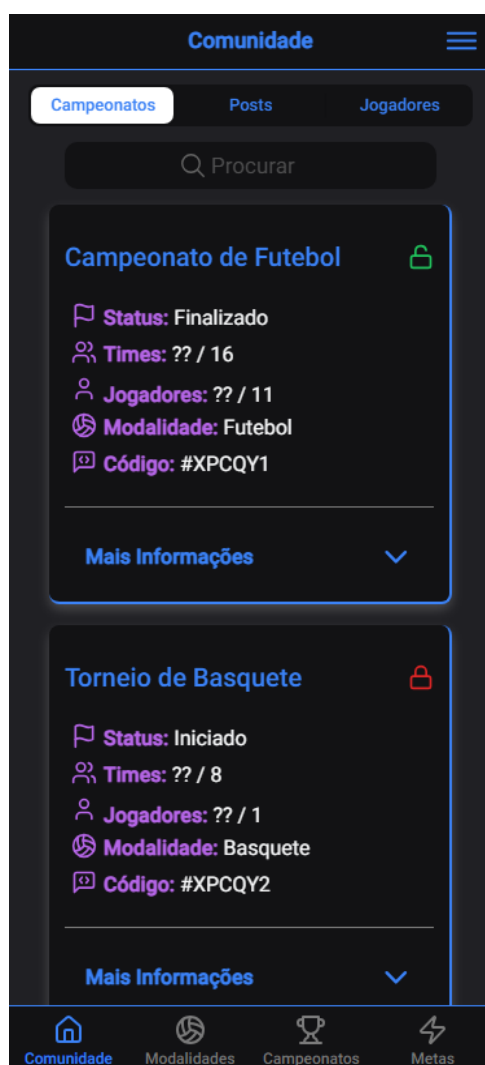 Comunidade
Campeonatos Posts Jogadores
Procurar
Campeonato de Futebol
Status: Finalizado
Times: ?? / 16
Jogadores: ?? / 11
Modalidade: Futebol
Código: #XPCQY1
Mais Informações
Torneio de Basquete
Status: Iniciado
Times: ?? / 8
Jogadores: ?? / 1
Modalidade: Basquete
Código: #XPCQY2
Mais Informações
Comunidade Modalidades Campeonatos Metas